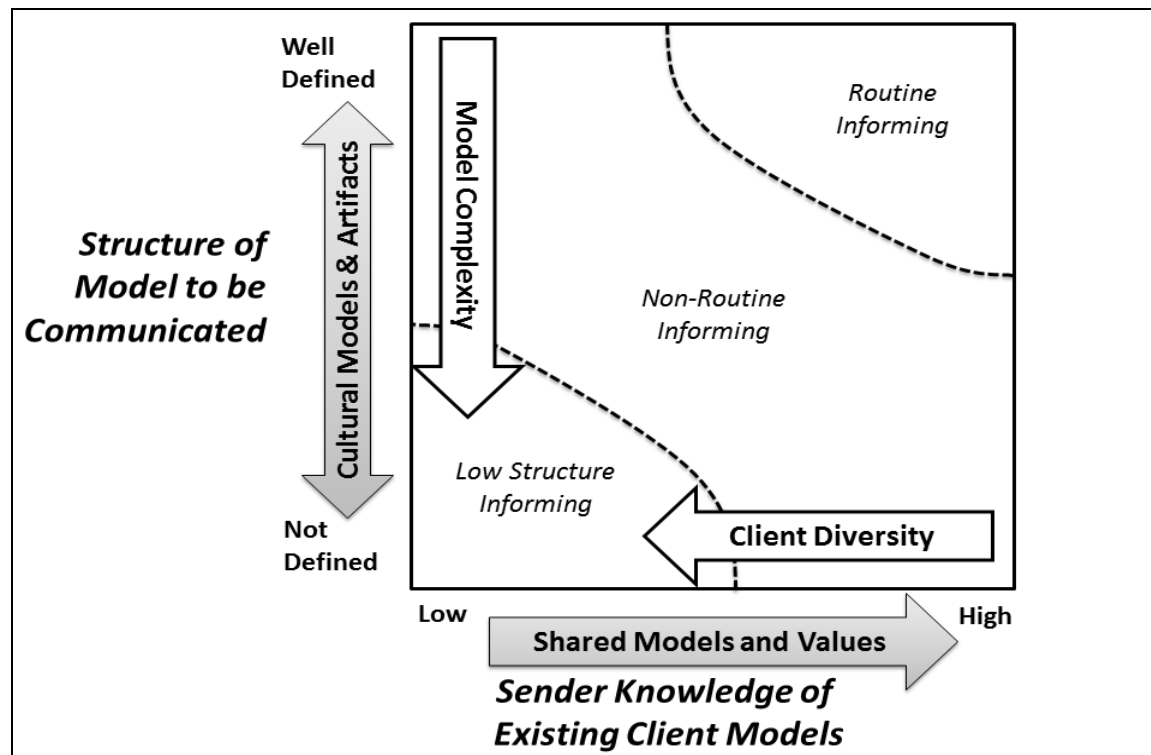 Well
Defined
Cultural Models & Artifacts
Structure of
Model to be
Communicated
Not
Defined
Model Complexity
Routine
Informing
Non-Routine
Informing
Low Structure
Informing
Client Diversity
Low
High
Shared Models and Values
Sender Knowledge of
Existing Client Models